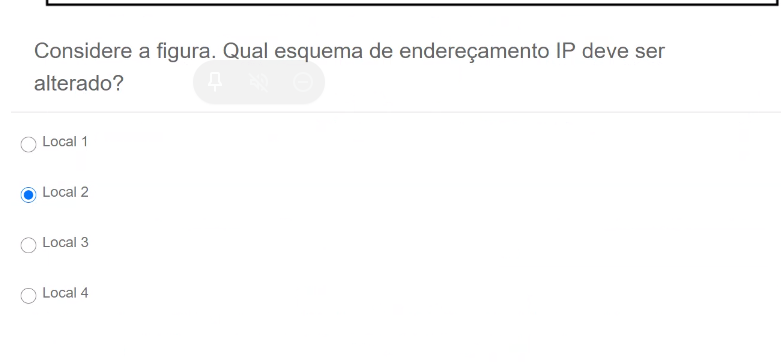 Considere a figura. Qual esquema de endereçamento IP deve ser
alterado?
Local 1
Local 2
Local 3
Local 4